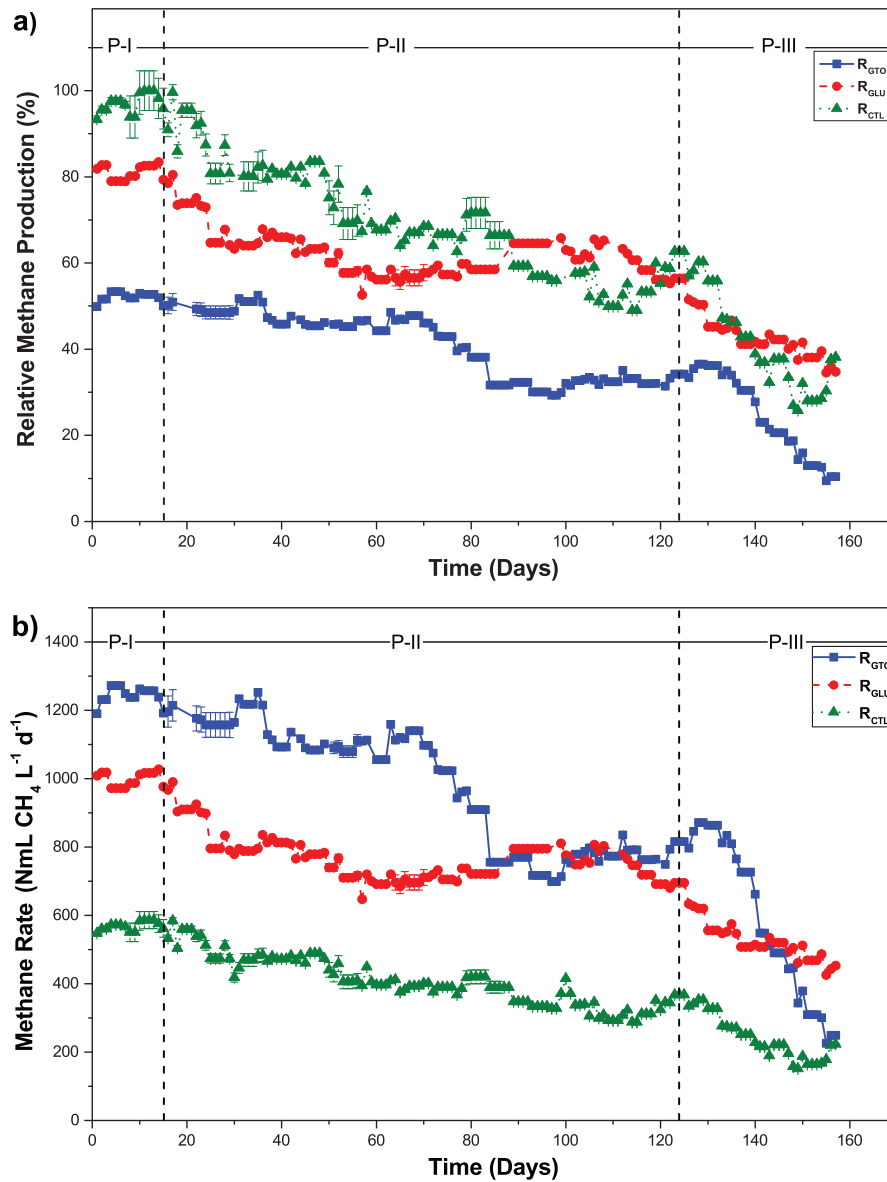 a)
P-I
P-II
P-III
R_GTO
R_GLU
R_CTL
Relative Methane Production (%)
100
80
60
40
20
0
0 20 40 60 80 100 120 140 160
Time (Days)
b)
P-I
P-II
P-III
R_GTO
R_GLU
R_CTL
Methane Rate (NmL CH₄ L⁻¹ d⁻¹)
1400
1200
1000
800
600
400
200
0
0 20 40 60 80 100 120 140 160
Time (Days)